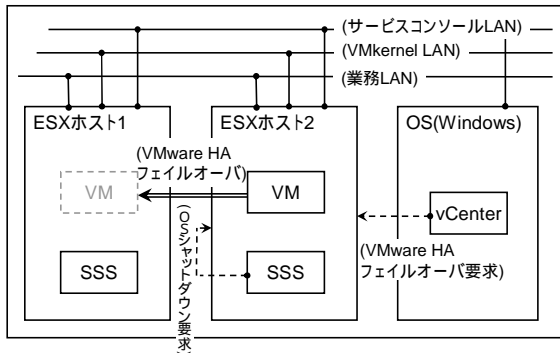 (サービスコンソールLAN)
(VMkernel LAN)
(業務LAN)
ESXホスト1
ESXホスト2
OS(Windows)
(VMware HA
フェイルオーバ)
VM
VM
vCenter
(OSシャットダウン要求)
(VMware HA
フェイルオーバ要求)
SSS
SSS